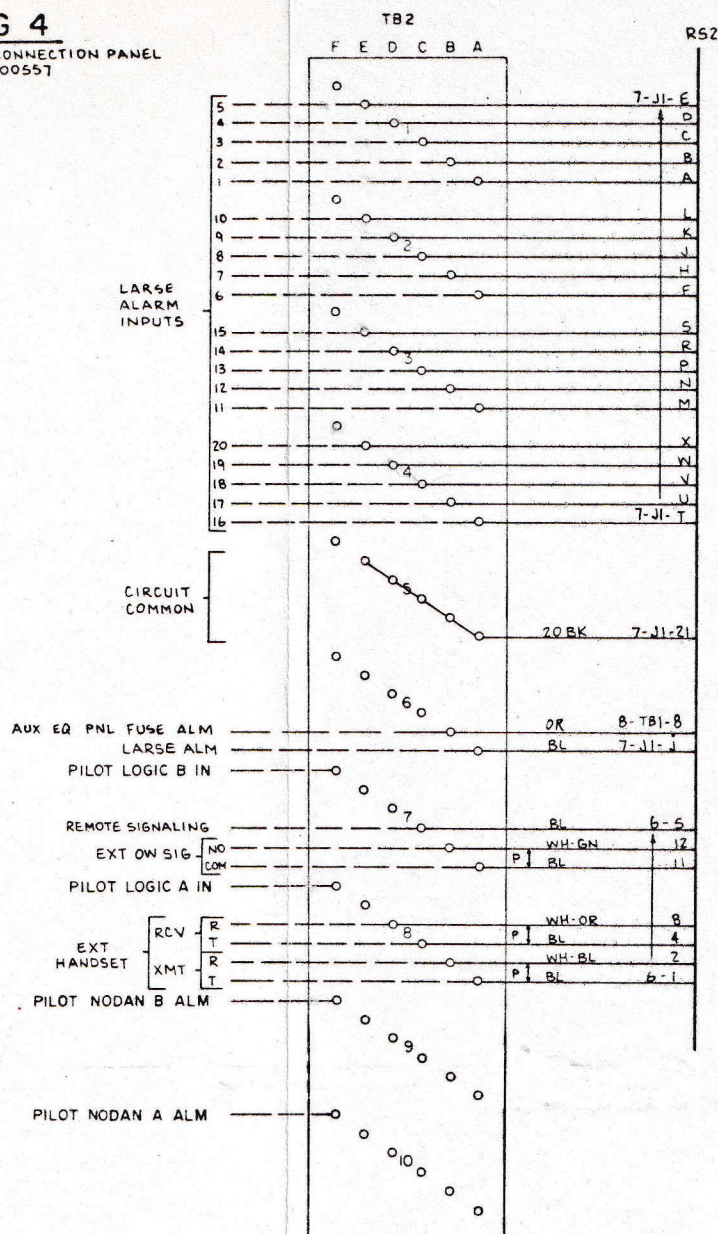 G 4
CONNECTION PANEL
00557
TB2
RS2
F E D C B A
5 7-J1-E
4 D
1
3 C
2 B
1 A
10 L
9 K
2
8 J
7 H
6 F
LARSE
ALARM
INPUTS
15 S
14 R
3
13 P
12 N
11 M
20 X
19 W
4
18 V
17 U
16 7-J1-T
CIRCUIT
COMMON
5
20 BK 7-J1-21
6
AUX EQ PNL FUSE ALM OR 8-TB1-8
LARSE ALM BL 7-J1-J
PILOT LOGIC B IN
7
REMOTE SIGNALING BL 6-5
EXT OW SIG NO WH-GN 12
COM P BL 11
PILOT LOGIC A IN
EXT
HANDSET
RCV R WH-OR 8
8
T P BL 4
XMT R WH-BL 2
T P BL 6-1
PILOT NODAN B ALM
9
PILOT NODAN A ALM
10